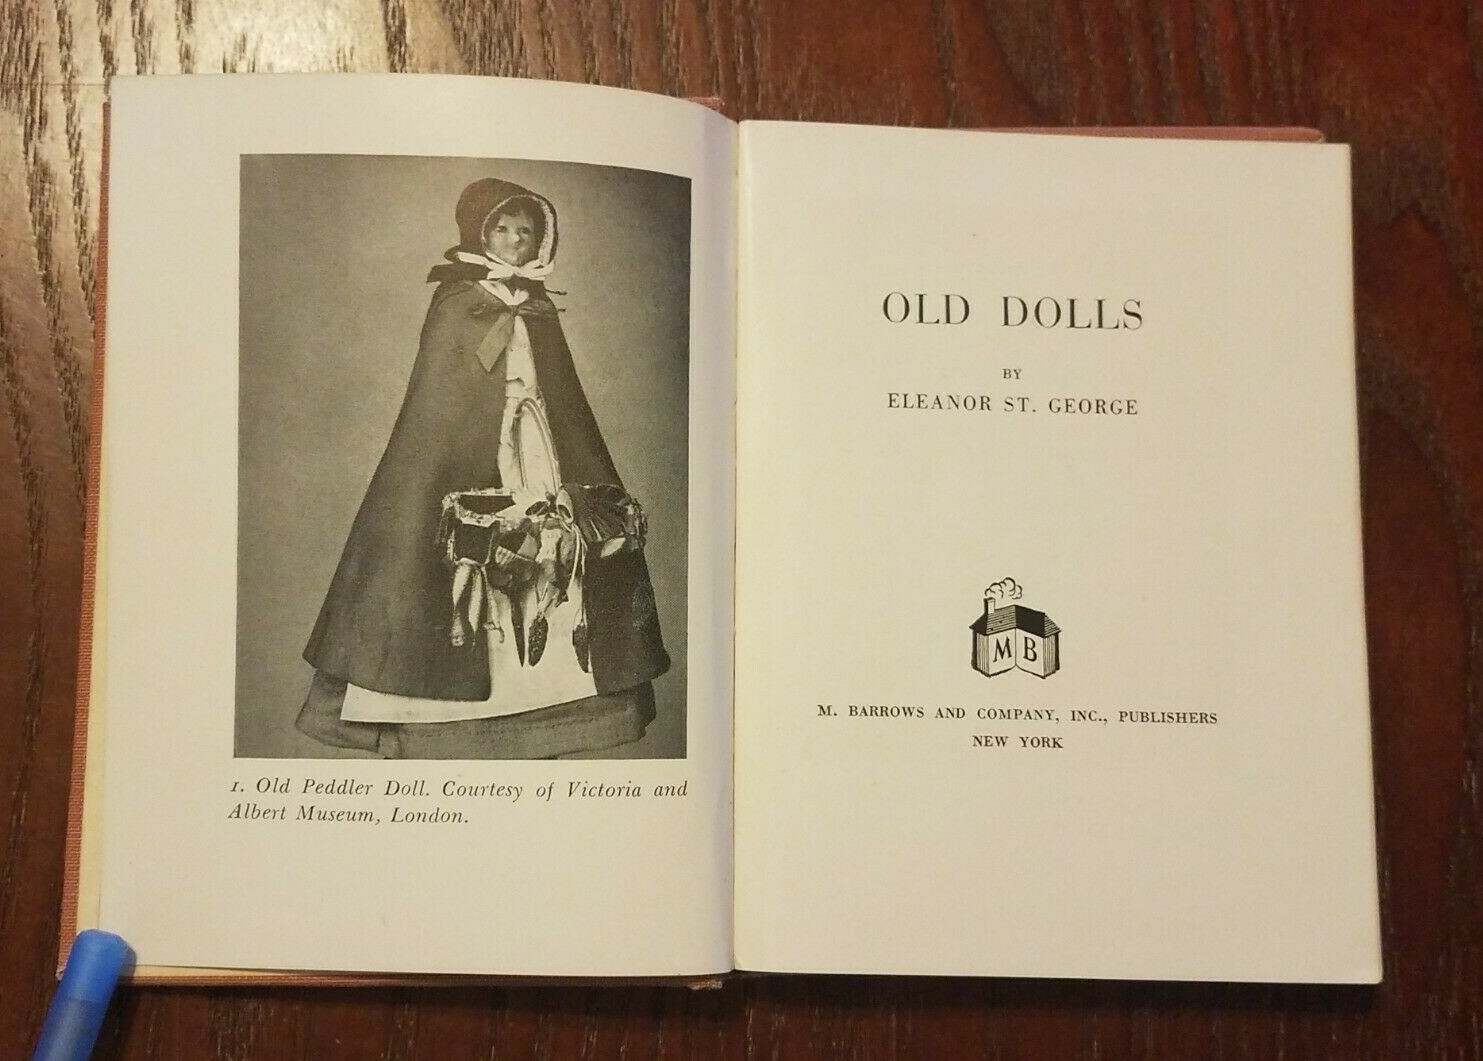 1. Old Peddler Doll. Courtesy of Victoria and
Albert Museum, London.
OLD DOLLS
BY
ELEANOR ST. GEORGE
M B
M. BARROWS AND COMPANY, INC., PUBLISHERS
NEW YORK